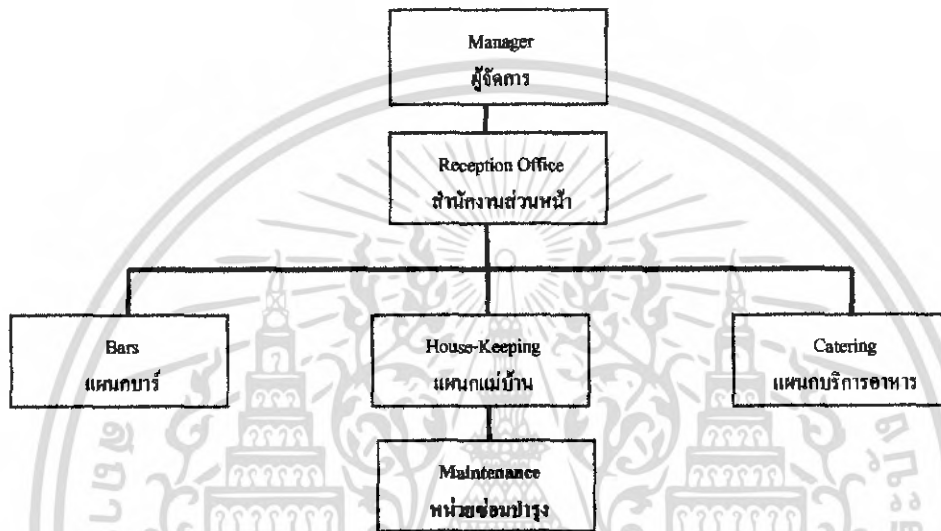 Manager
ผู้จัดการ
Reception Office
สำนักงานส่วนหน้า
Bars
แผนกบาร์
House-Keeping
แผนกแม่บ้าน
Catering
แผนกบริการอาหาร
Maintenance
หน่วยซ่อมบำรุง